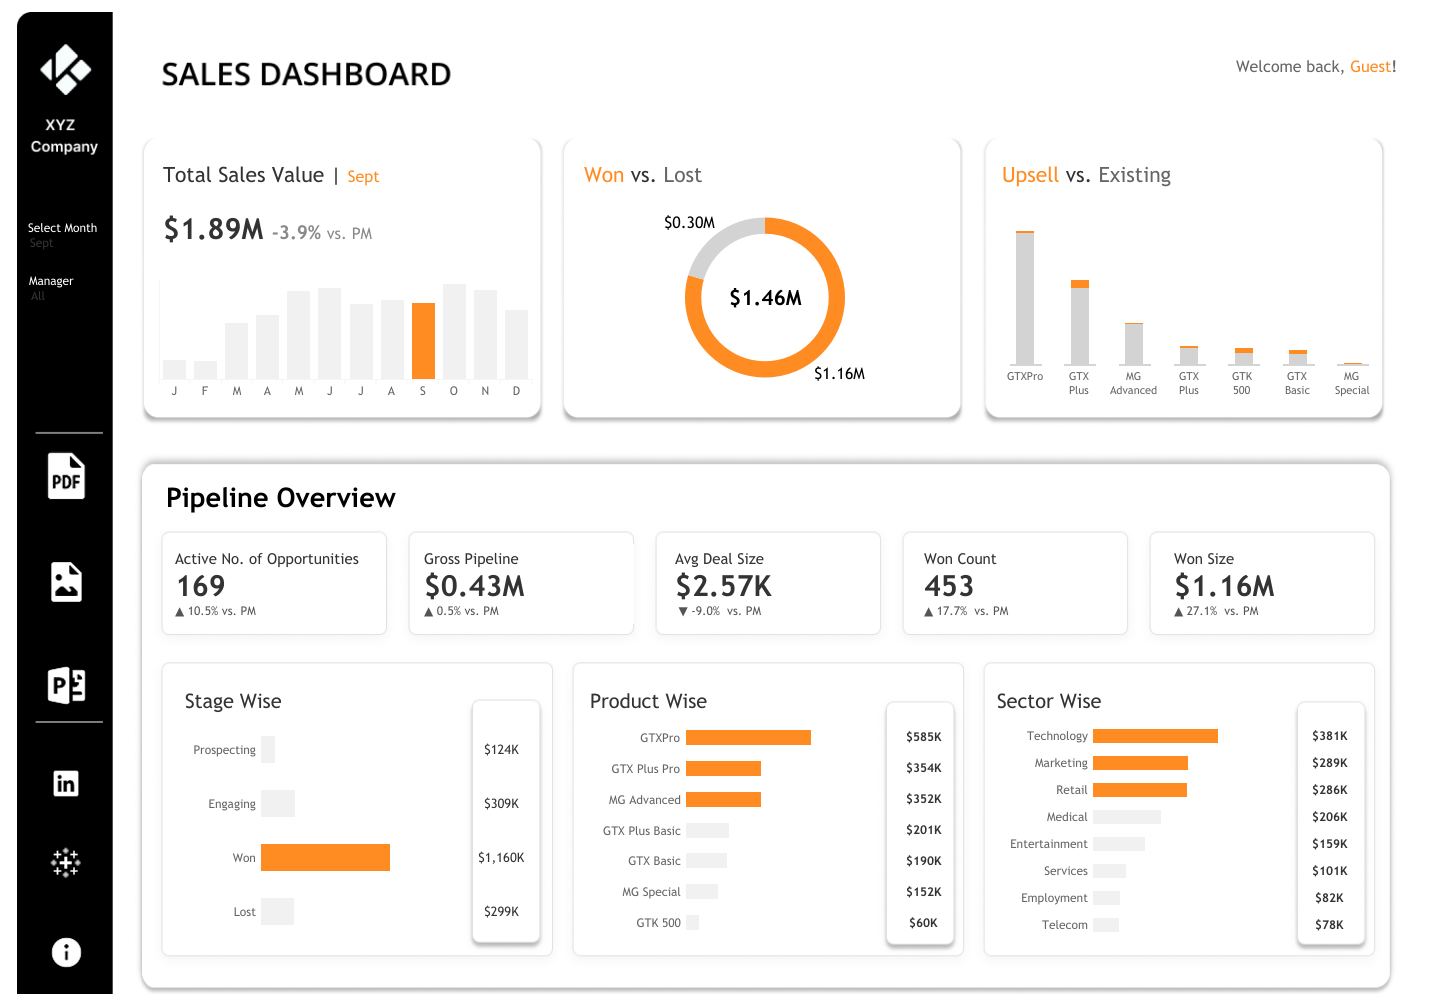 XYZ
Company
Select Month
Sept
Manager
All
PDF
P
in
i
SALES DASHBOARD
Welcome back, Guest!
Total Sales Value | Sept
$1.89M -3.9% vs. PM
J F M A M J J A S O N D
Won vs. Lost
$0.30M
$1.46M
$1.16M
Upsell vs. Existing
GTXPro GTX MG GTX GTK GTX MG
Plus Advanced Plus 500 Basic Special
Pipeline Overview
Active No. of Opportunities
169
▲ 10.5% vs. PM
Gross Pipeline
$0.43M
▲ 0.5% vs. PM
Avg Deal Size
$2.57K
▼ -9.0% vs. PM
Won Count
453
▲ 17.7% vs. PM
Won Size
$1.16M
▲ 27.1% vs. PM
Stage Wise
Prospecting $124K
Engaging $309K
Won $1,160K
Lost $299K
Product Wise
GTXPro $585K
GTX Plus Pro $354K
MG Advanced $352K
GTX Plus Basic $201K
GTX Basic $190K
MG Special $152K
GTK 500 $60K
Sector Wise
Technology $381K
Marketing $289K
Retail $286K
Medical $206K
Entertainment $159K
Services $101K
Employment $82K
Telecom $78K